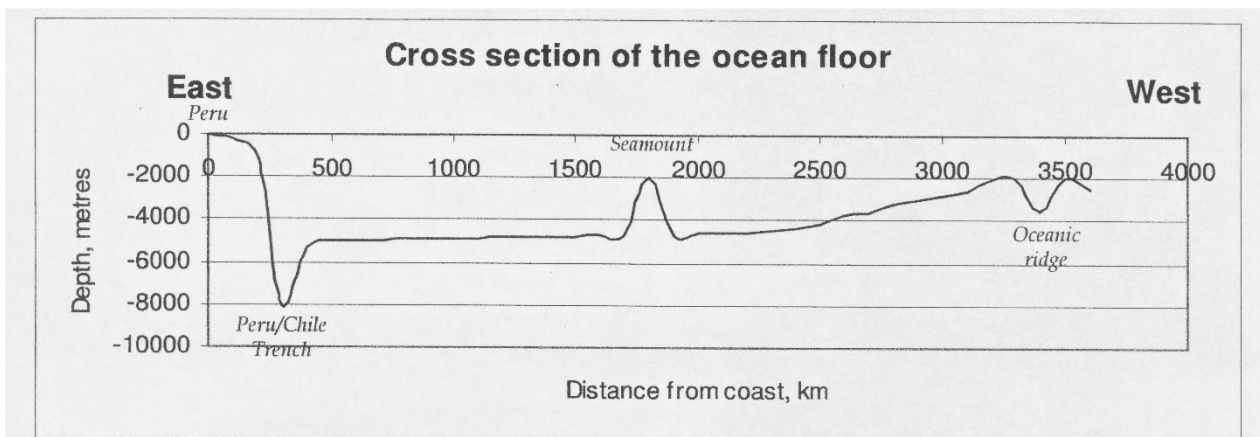 Cross section of the ocean floor
East
West
Peru
0
Seamount
0 500 1000 1500 2000 2500 3000 3500 4000
-2000
-4000
Oceanic
ridge
-6000
-8000
Peru/Chile
Trench
-10000
Depth, metres
Distance from coast, km